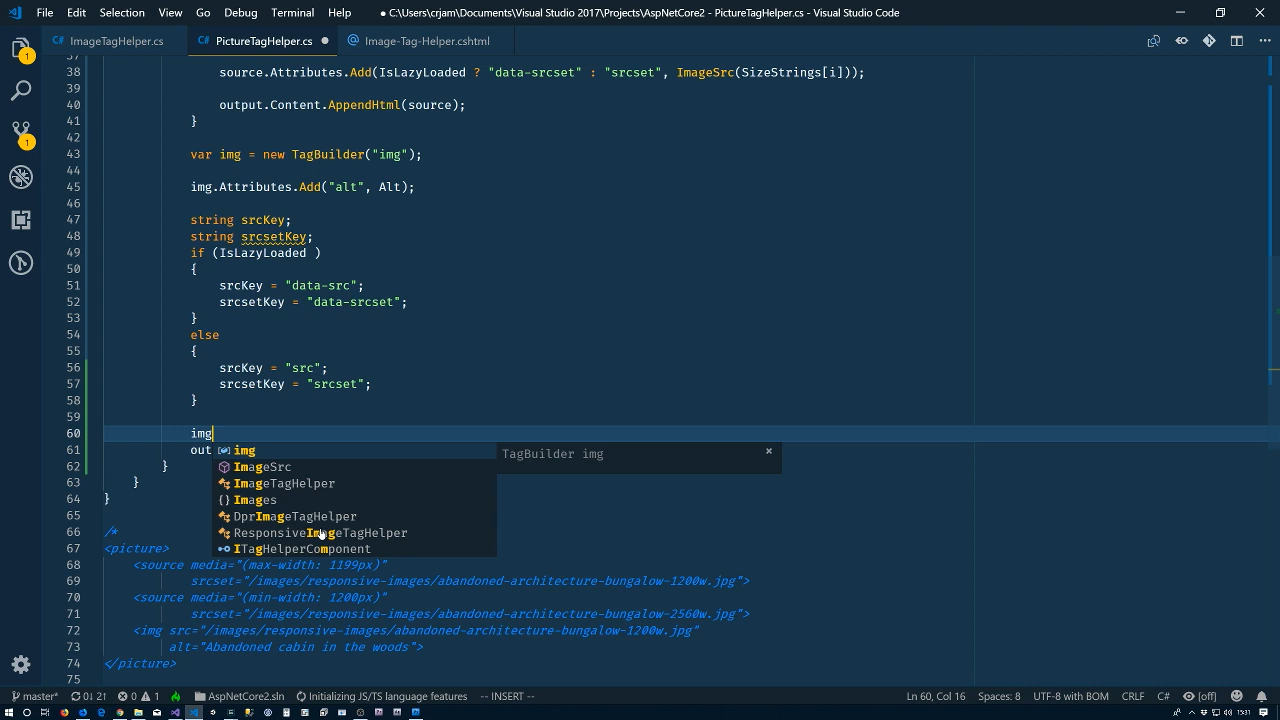 File Edit Selection View Go Debug Terminal Help
● C:\Users\crjam\Documents\Visual Studio 2017\Projects\AspNetCore2 - PictureTagHelper.cs - Visual Studio Code
C# ImageTagHelper.cs
C# PictureTagHelper.cs ●
@ Image-Tag-Helper.cshtml
37
38 source.Attributes.Add(IsLazyLoaded ? "data-srcset" : "srcset", ImageSrc(SizeStrings[i]));
39
40 output.Content.AppendHtml(source);
41 }
42
43 var img = new TagBuilder("img");
44
45 img.Attributes.Add("alt", Alt);
46
47 string srcKey;
48 string srcsetKey;
49 if (IsLazyLoaded )
50 {
51 srcKey = "data-src";
52 srcsetKey = "data-srcset";
53 }
54 else
55 {
56 srcKey = "src";
57 srcsetKey = "srcset";
58 }
59
60 img
61 out
img
TagBuilder img ×
ImageSrc
ImageTagHelper
{ } Images
DprImageTagHelper
ResponsiveImageTagHelper
ITagHelperComponent
62 }
63 }
64 }
65
66 /*
67 <picture>
68 <source media="(max-width: 1199px)"
69 srcset="/images/responsive-images/abandoned-architecture-bungalow-1200w.jpg">
70 <source media="(min-width: 1200px)"
71 srcset="/images/responsive-images/abandoned-architecture-bungalow-2560w.jpg">
72 <img src="/images/responsive-images/abandoned-architecture-bungalow-1200w.jpg"
73 alt="Abandoned cabin in the woods">
74 </picture>
75
1
1
master* 0↓ 2↑ 0 1 AspNetCore2.sln Initializing JS/TS language features -- INSERT -- Ln 60, Col 16 Spaces: 8 UTF-8 with BOM CRLF C# [off] 1
15:31